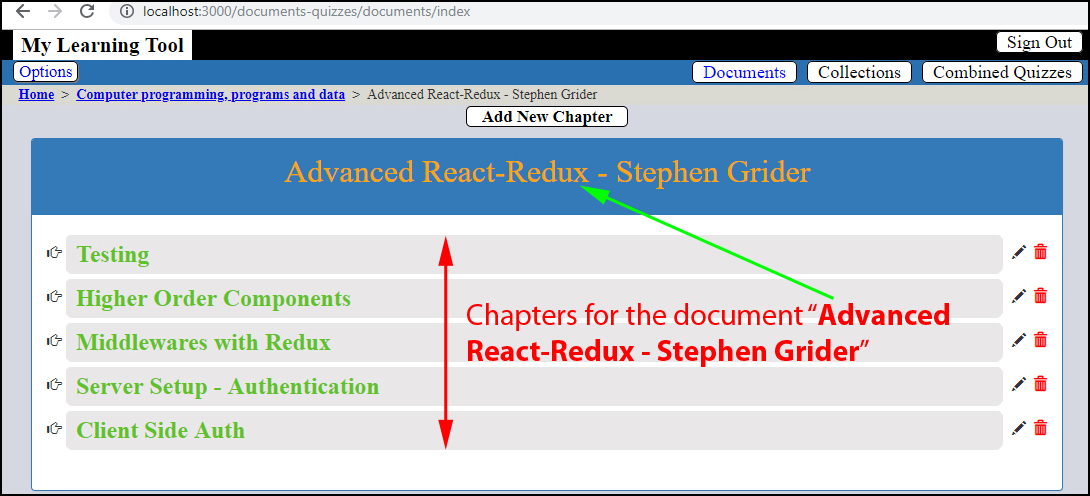 localhost:3000/documents-quizzes/documents/index
My Learning Tool
Sign Out
Options
Documents
Collections
Combined Quizzes
Home > Computer programming, programs and data > Advanced React-Redux - Stephen Grider
Add New Chapter
Advanced React-Redux - Stephen Grider
Testing
Higher Order Components
Chapters for the document “Advanced
React-Redux - Stephen Grider”
Middlewares with Redux
Server Setup - Authentication
Client Side Auth